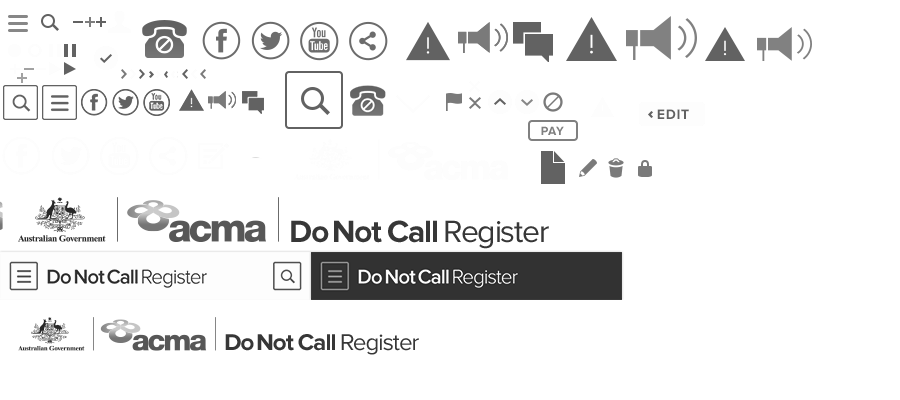 You
Tube
You
Tube
EDIT
PAY
Australian Government
acma
Do Not Call Register
Do Not Call Register
Do Not Call Register
Australian Government
acma
Do Not Call Register